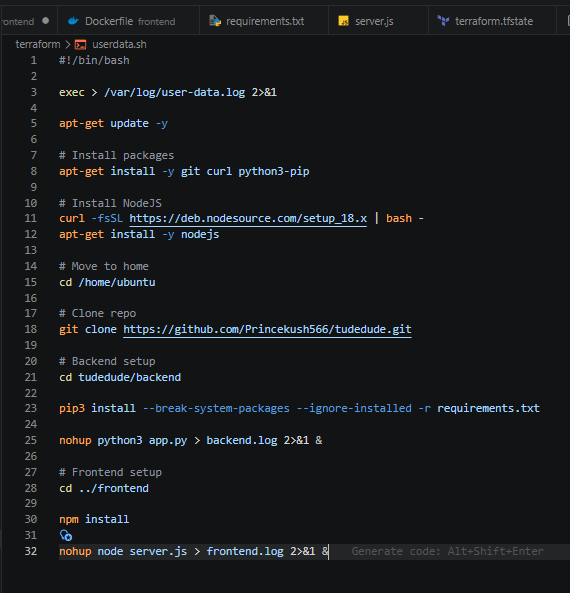 rontend
Dockerfile frontend
requirements.txt
JS server.js
terraform.tfstate
terraform > userdata.sh
1 #!/bin/bash
2
3 exec > /var/log/user-data.log 2>&1
4
5 apt-get update -y
6
7 # Install packages
8 apt-get install -y git curl python3-pip
9
10 # Install NodeJS
11 curl -fsSL https://deb.nodesource.com/setup_18.x | bash -
12 apt-get install -y nodejs
13
14 # Move to home
15 cd /home/ubuntu
16
17 # Clone repo
18 git clone https://github.com/Princekush566/tudedude.git
19
20 # Backend setup
21 cd tudedude/backend
22
23 pip3 install --break-system-packages --ignore-installed -r requirements.txt
24
25 nohup python3 app.py > backend.log 2>&1 &
26
27 # Frontend setup
28 cd ../frontend
29
30 npm install
31
32 nohup node server.js > frontend.log 2>&1 & Generate code: Alt+Shift+Enter